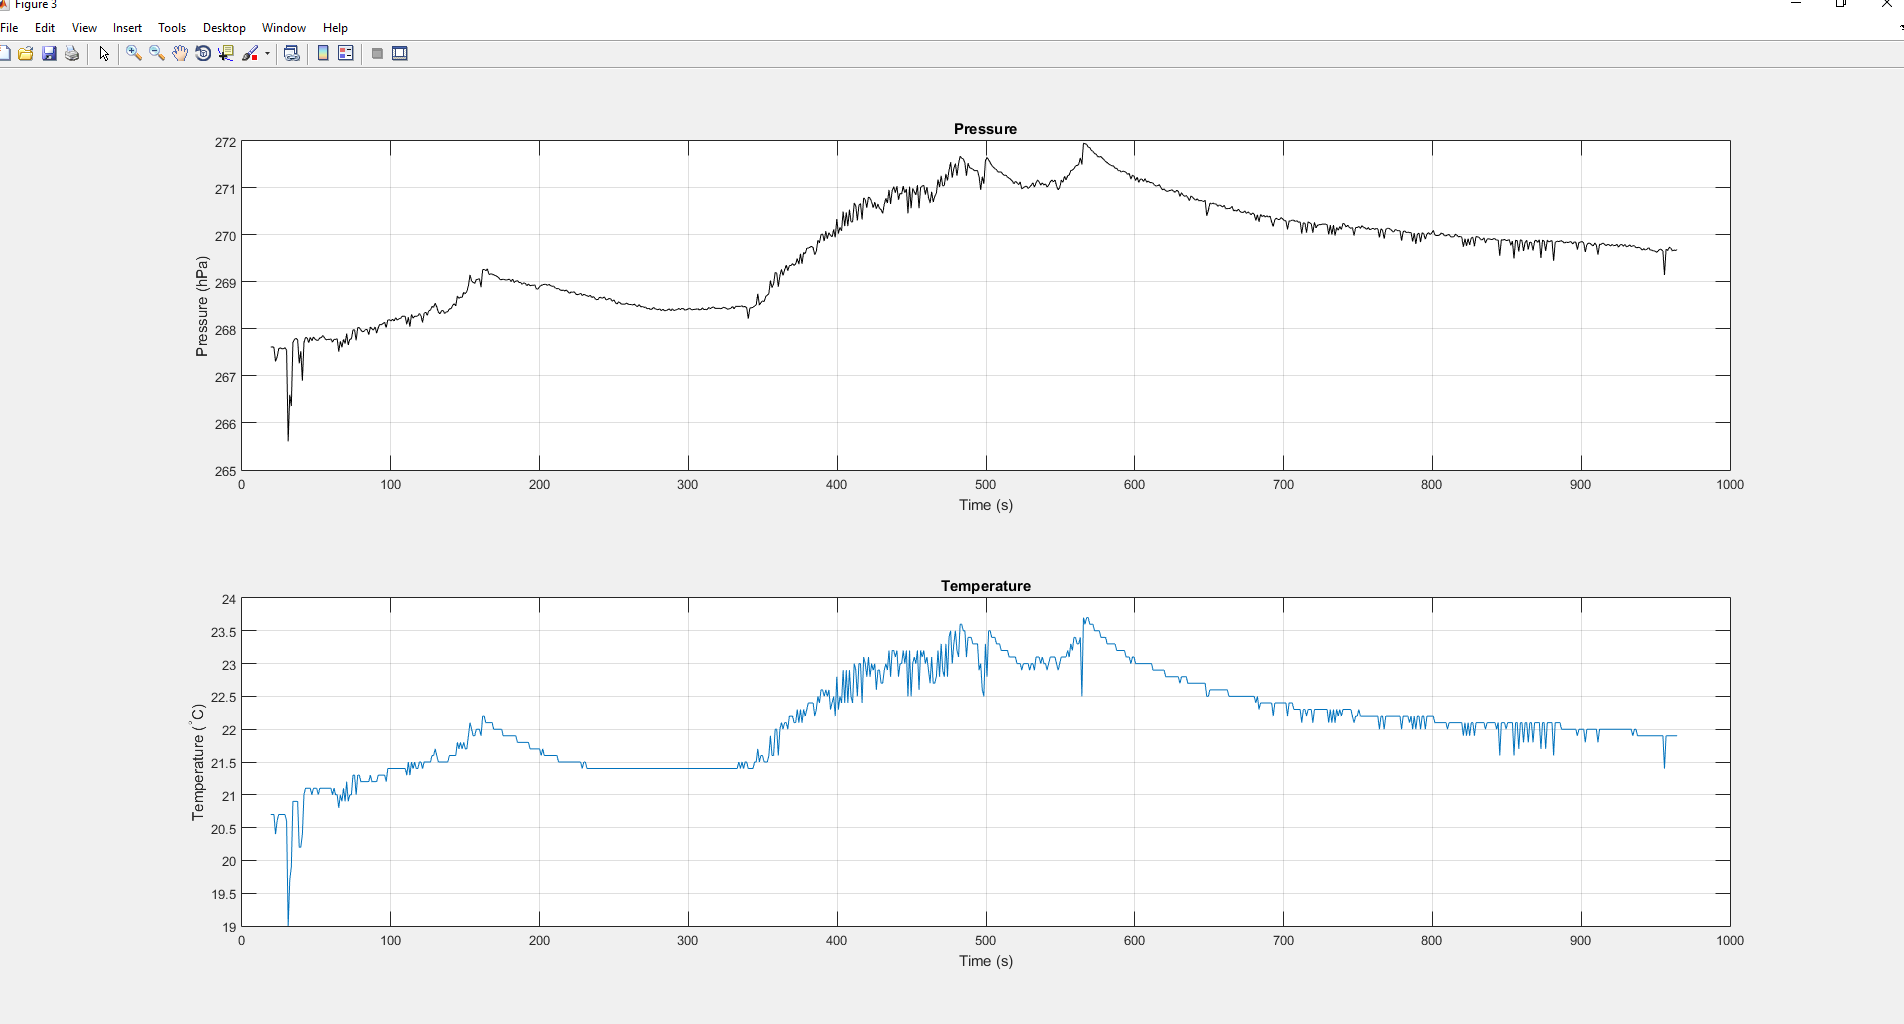 Figure 3
File Edit View Insert Tools Desktop Window Help
Pressure
272
271
270
269
268
267
266
265
Pressure (hPa)
0 100 200 300 400 500 600 700 800 900 1000
Time (s)
Temperature
24
23.5
23
22.5
22
21.5
21
20.5
20
19.5
19
Temperature (°C)
0 100 200 300 400 500 600 700 800 900 1000
Time (s)